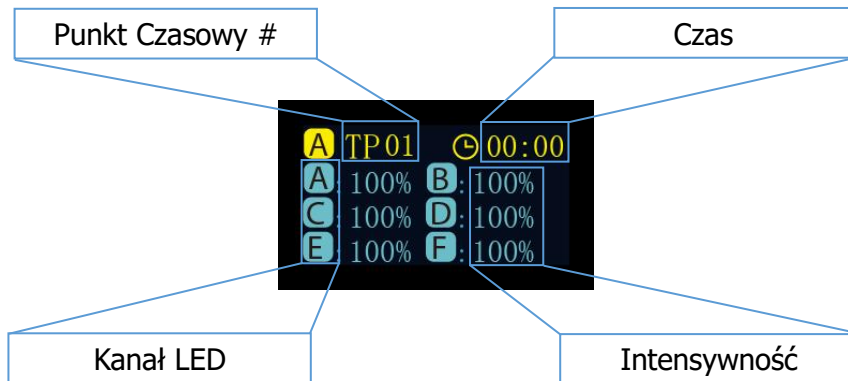 Punkt Czasowy #
Czas
A TP01 00:00
A: 100% B: 100%
C: 100% D: 100%
E: 100% F: 100%
Kanał LED
Intensywność